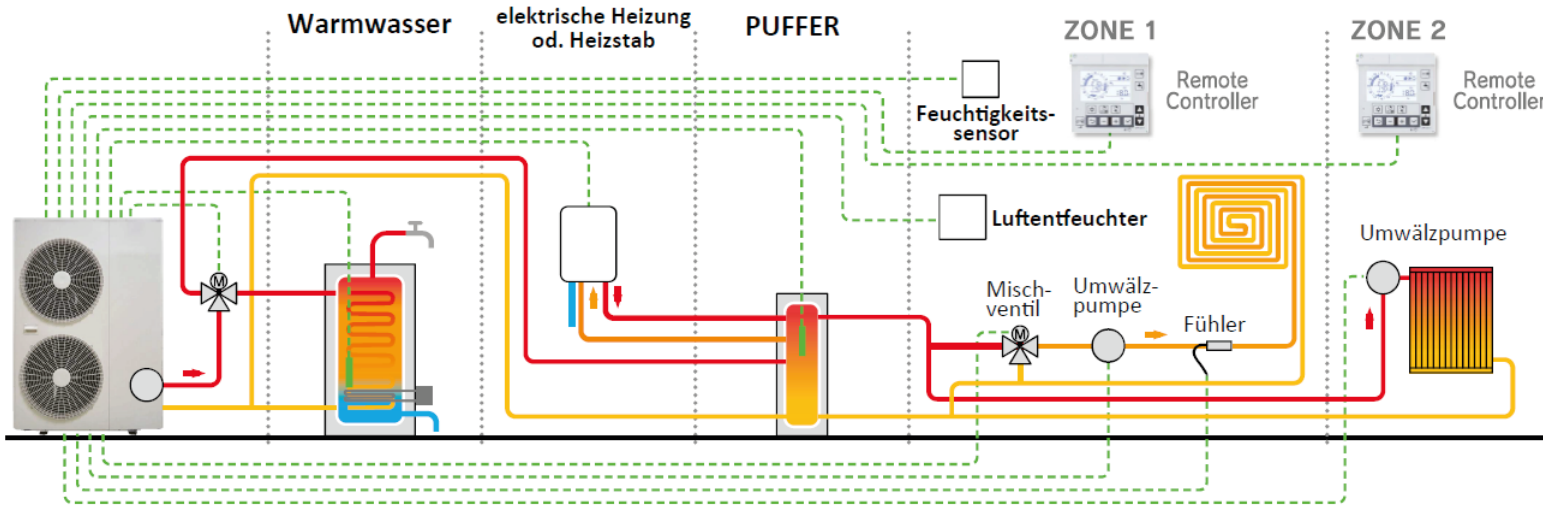 Warmwasser
elektrische Heizung
od. Heizstab
PUFFER
ZONE 1
ZONE 2
Remote
Controller
Remote
Controller
Feuchtigkeits-
sensor
Luftentfeuchter
Umwälzpumpe
Misch-
ventil
Umwälz-
pumpe
Fühler
M
M